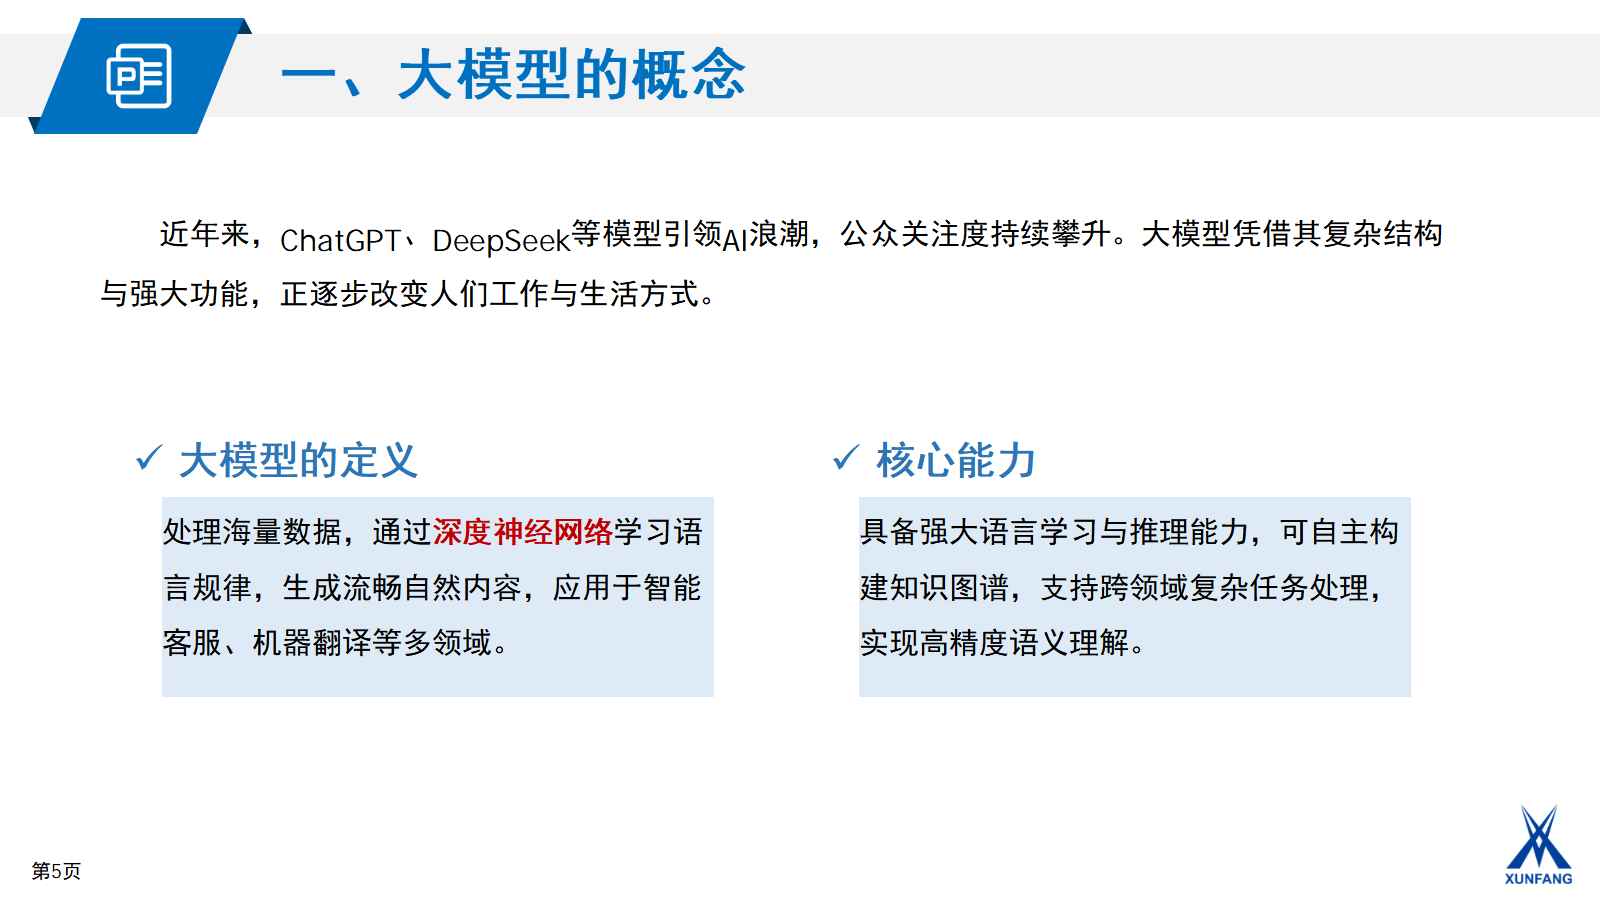 一、大模型的概念
近年来，ChatGPT、DeepSeek等模型引领AI浪潮，公众关注度持续攀升。大模型凭借其复杂结构
与强大功能，正逐步改变人们工作与生活方式。
✓ 大模型的定义
处理海量数据，通过深度神经网络学习语
言规律，生成流畅自然内容，应用于智能
客服、机器翻译等多领域。
✓ 核心能力
具备强大语言学习与推理能力，可自主构
建知识图谱，支持跨领域复杂任务处理，
实现高精度语义理解。
第5页
XUNFANG